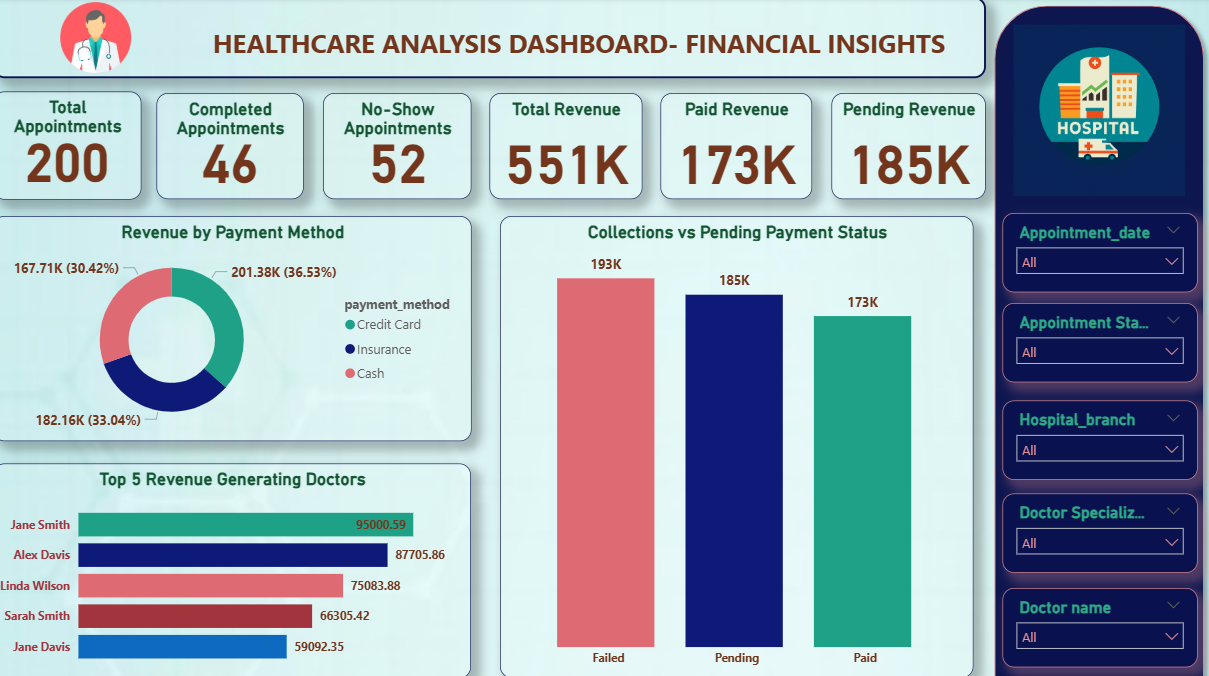 HEALTHCARE ANALYSIS DASHBOARD- FINANCIAL INSIGHTS
HOSPITAL
Total
Appointments
200
Completed
Appointments
46
No-Show
Appointments
52
Total Revenue
551K
Paid Revenue
173K
Pending Revenue
185K
Revenue by Payment Method
167.71K (30.42%)
201.38K (36.53%)
182.16K (33.04%)
payment_method
Credit Card
Insurance
Cash
Collections vs Pending Payment Status
193K
185K
173K
Failed
Pending
Paid
Top 5 Revenue Generating Doctors
Jane Smith
95000.59
Alex Davis
87705.86
Linda Wilson
75083.88
Sarah Smith
66305.42
Jane Davis
59092.35
Appointment_date
All
Appointment Sta...
All
Hospital_branch
All
Doctor Specializ...
All
Doctor name
All